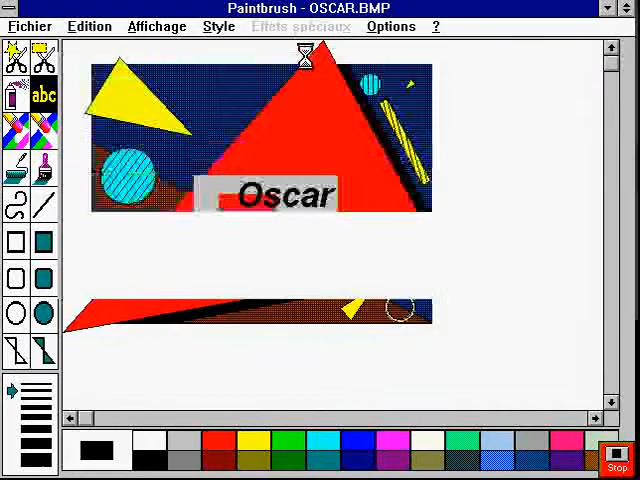 Paintbrush - OSCAR.BMP
Fichier Edition Affichage Style Effets spéciaux Options ?
abc
Oscar
Stop